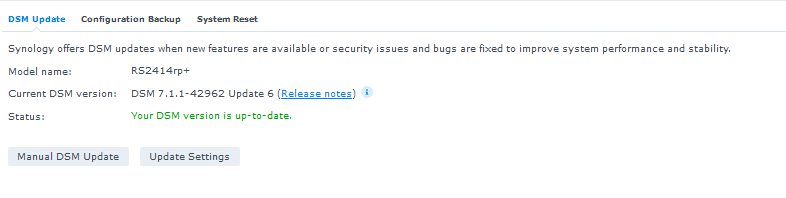 DSM Update Configuration Backup System Reset
Synology offers DSM updates when new features are available or security issues and bugs are fixed to improve system performance and stability.
Model name: RS2414rp+
Current DSM version: DSM 7.1.1-42962 Update 6 (Release notes) i
Status: Your DSM version is up-to-date.
Manual DSM Update Update Settings